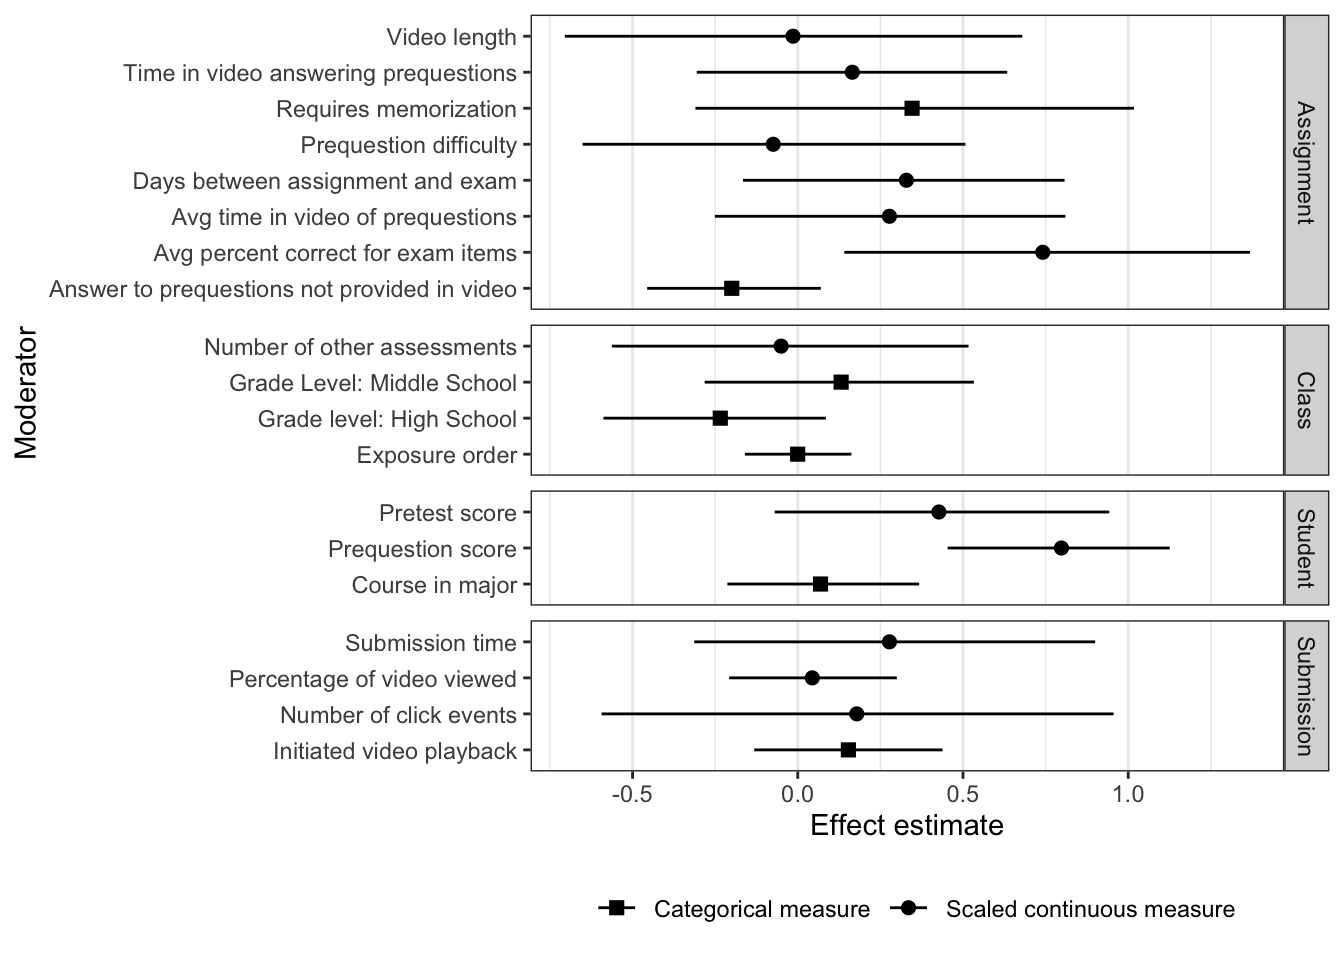 Video length
Time in video answering prequestions
Requires memorization
Prequestion difficulty
Days between assignment and exam
Avg time in video of prequestions
Avg percent correct for exam items
Answer to prequestions not provided in video
Assignment
Number of other assessments
Grade Level: Middle School
Grade level: High School
Exposure order
Class
Pretest score
Prequestion score
Course in major
Student
Submission time
Percentage of video viewed
Number of click events
Initiated video playback
Submission
Moderator
-0.5 0.0 0.5 1.0
Effect estimate
Categorical measure Scaled continuous measure